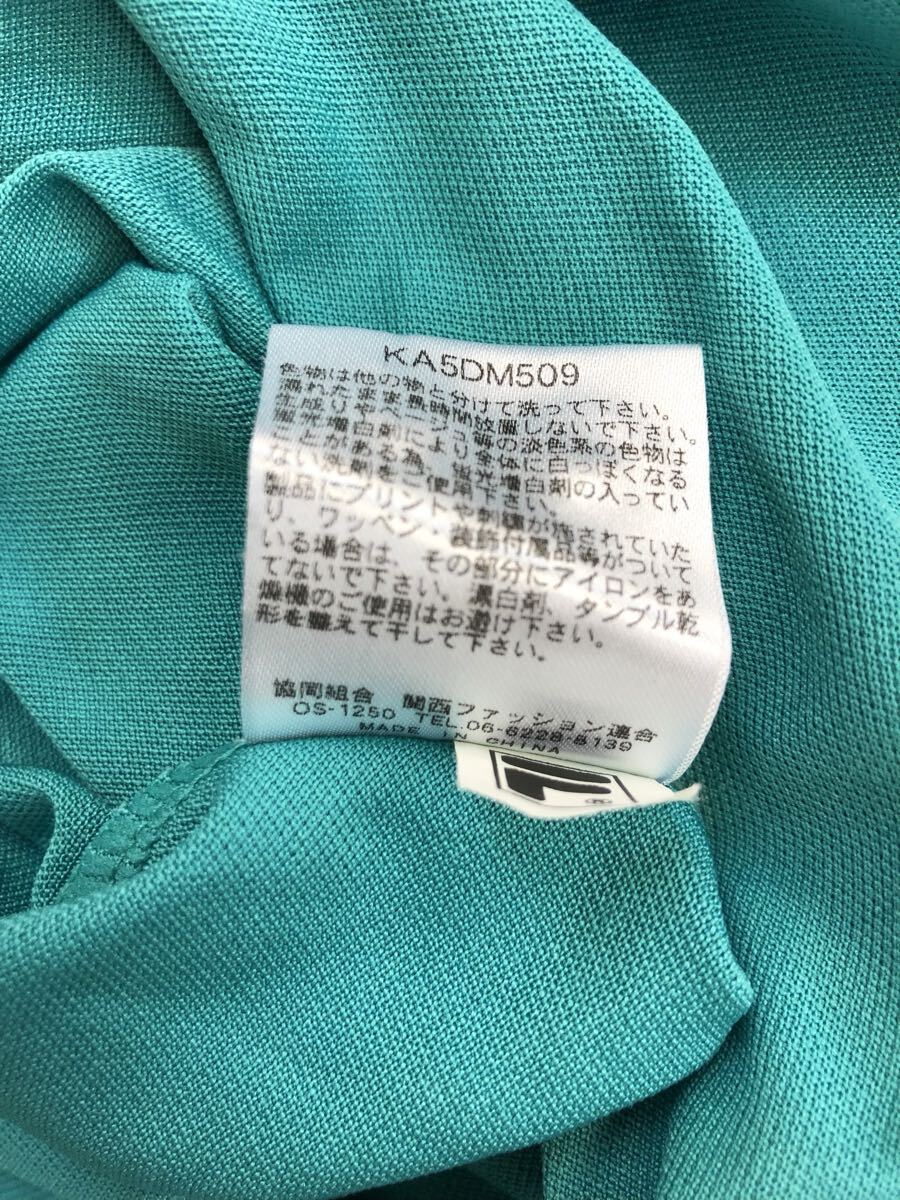 KA5DM509
色物は他の物と分けて洗って下さい。
濡れたまま長時間放置しないで下さい。
生成りやベージュ等の淡色系の色物は
蛍光増白剤により全体に白っぽくなる
ことがある為、蛍光増白剤の入ってい
ない洗剤をご使用下さい。
製品にプリントや刺繍が施されていた
り、ワッペン・装飾付属品等がついて
いる場合は、その部分にアイロンをあ
てないで下さい。漂白剤、タンブル乾
燥機のご使用はお避け下さい。
形を整えて干して下さい。
協同組合 関西ファッション連合
OS-1250 TEL.06-6228-6139
MADE IN CHINA
®